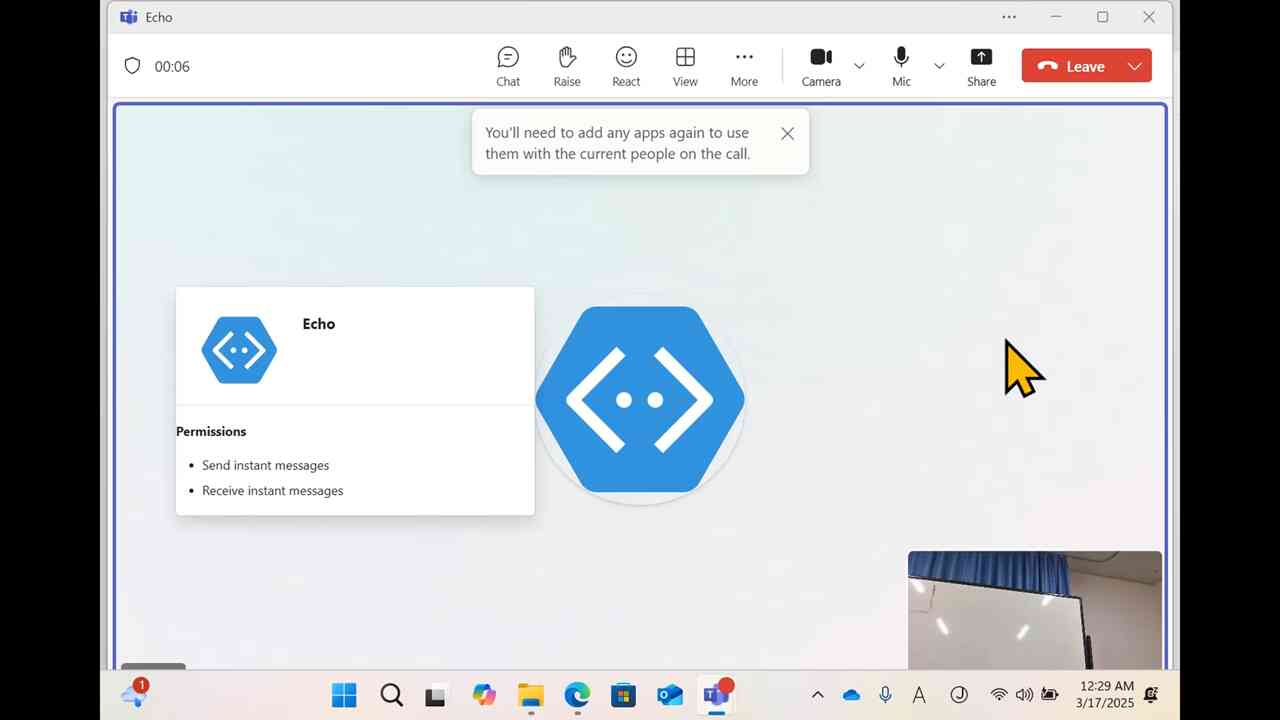 Echo
00:06
Chat
Raise
React
View
More
Camera
Mic
Share
Leave
You'll need to add any apps again to use
them with the current people on the call.
Echo
Permissions
• Send instant messages
• Receive instant messages
1
A
12:29 AM
3/17/2025